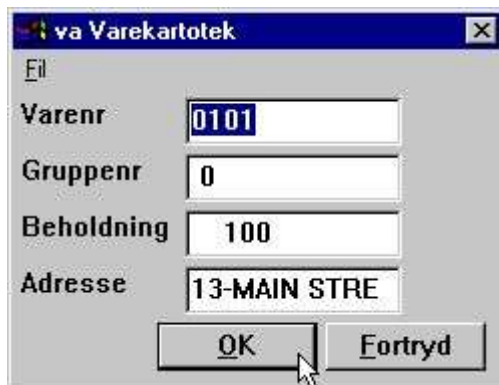 va Varekartotek
Fil
Varenr 0101
Gruppenr 0
Beholdning 100
Adresse 13-MAIN STRE
OK Fortryd